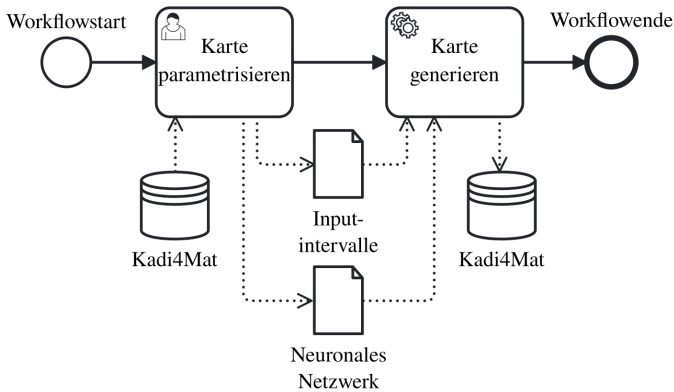 Workflowstart
Workflowende
Karte
parametrisieren
Karte
generieren
Input-
intervalle
Kadi4Mat
Kadi4Mat
Neuronales
Netzwerk